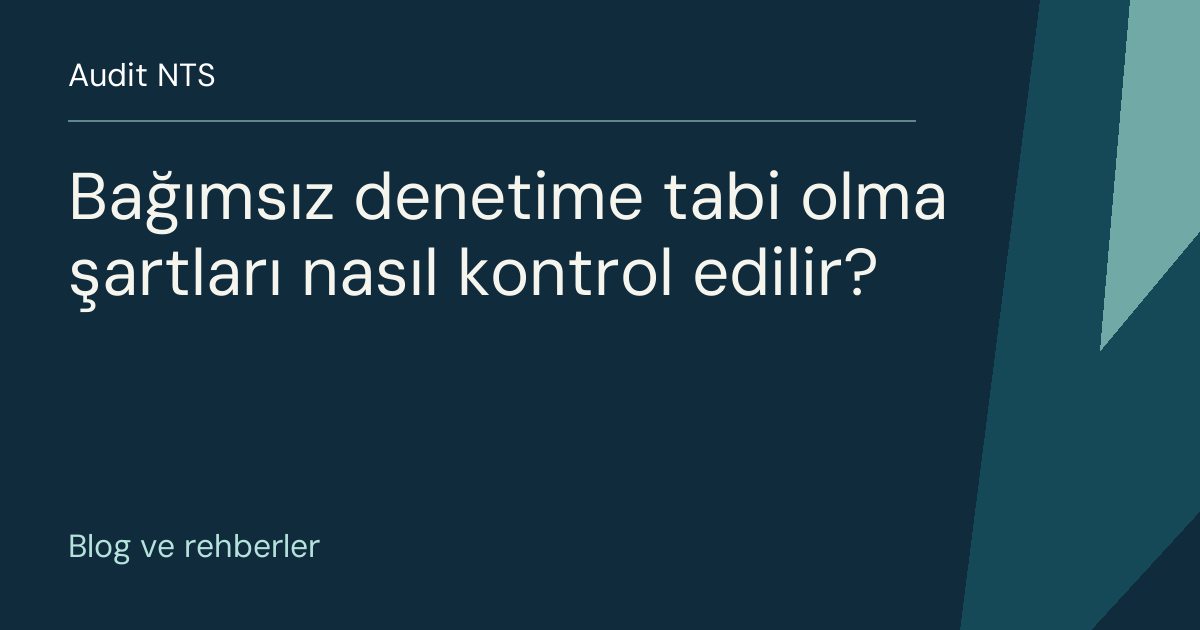 Audit NTS
Bağımsız denetime tabi olma
şartları nasıl kontrol edilir?
Blog ve rehberler